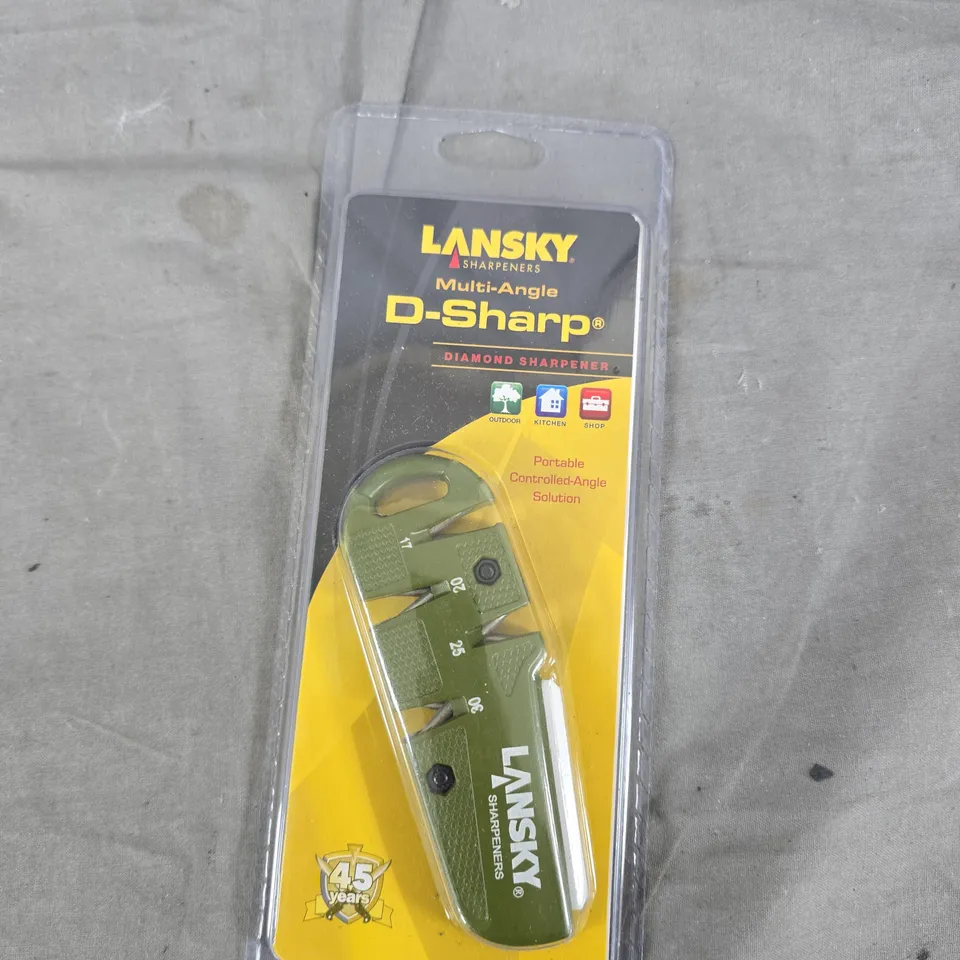 LANSKY®
SHARPENERS
Multi-Angle
D-Sharp®
DIAMOND SHARPENER
OUTDOOR
KITCHEN
SHOP
Portable
Controlled-Angle
Solution
17
20
25
30
LANSKY®
SHARPENERS
45
years